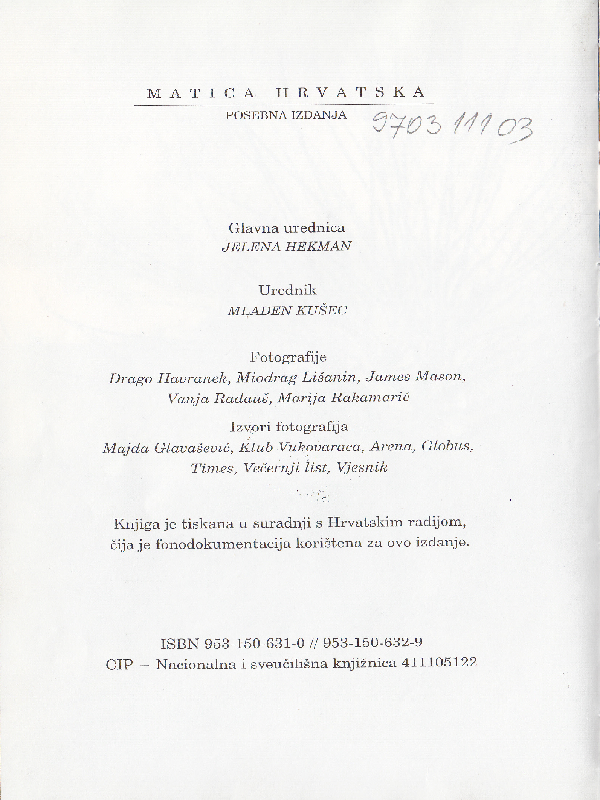 MATICA HRVATSKA
POSEBNA IZDANJA
9703 111 03
Glavna urednica
JELENA HEKMAN
Urednik
MLADEN KUŠEC
Fotografije
Drago Havranek, Miodrag Lišanin, James Mason,
Vanja Radauš, Marija Rakamarić
Izvori fotografija
Majda Glavašević, Klub Vukovaraca, Arena, Globus,
Times, Večernji list, Vjesnik
Knjiga je tiskana u suradnji s Hrvatskim radijom,
čija je fonodokumentacija korištena za ovo izdanje.
ISBN 953-150-631-0 // 953-150-632-9
CIP – Nacionalna i sveučilišna knjižnica 411105122